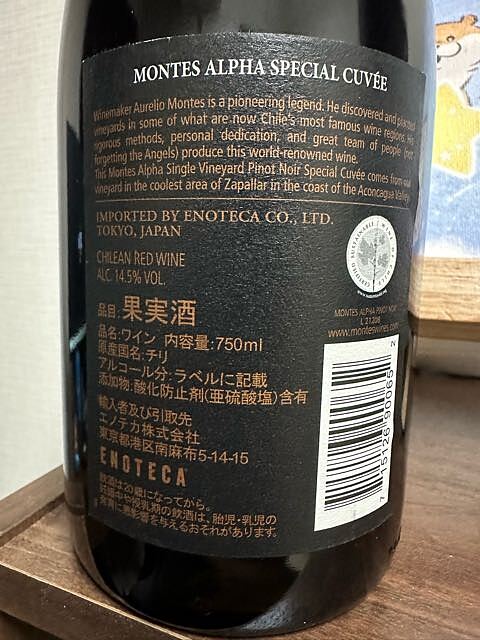 MONTES ALPHA SPECIAL CUVÉE
Winemaker Aurelio Montes is a pioneering legend. He discovered and planted
vineyards in some of what are now Chile's most famous wine regions. His
rigorous methods, personal dedication, and great team of people (not
forgetting the Angels) produce this world-renowned wine.
This Montes Alpha Single Vineyard Pinot Noir Special Cuvée comes from our
vineyard in the coolest area of Zapallar in the coast of the Aconcagua Valley.
IMPORTED BY ENOTECA CO., LTD.
TOKYO, JAPAN
CHILEAN RED WINE
ALC. 14.5% VOL.
CERTIFIED SUSTAINABLE WINE OF CHILE
MONTES ALPHA PINOT NOIR
L 21208
www.monteswines.com
品目:果実酒
品名:ワイン 内容量:750ml
原産国名:チリ
アルコール分:ラベルに記載
添加物:酸化防止剤(亜硫酸塩)含有
輸入者及び引取先
エノテカ株式会社
東京都港区南麻布5-14-15
ENOTECA
飲酒は20歳になってから。
妊娠中や授乳期の飲酒は、胎児・乳児の
発育に悪影響を与えるおそれがあります。
7 15126 90065 2